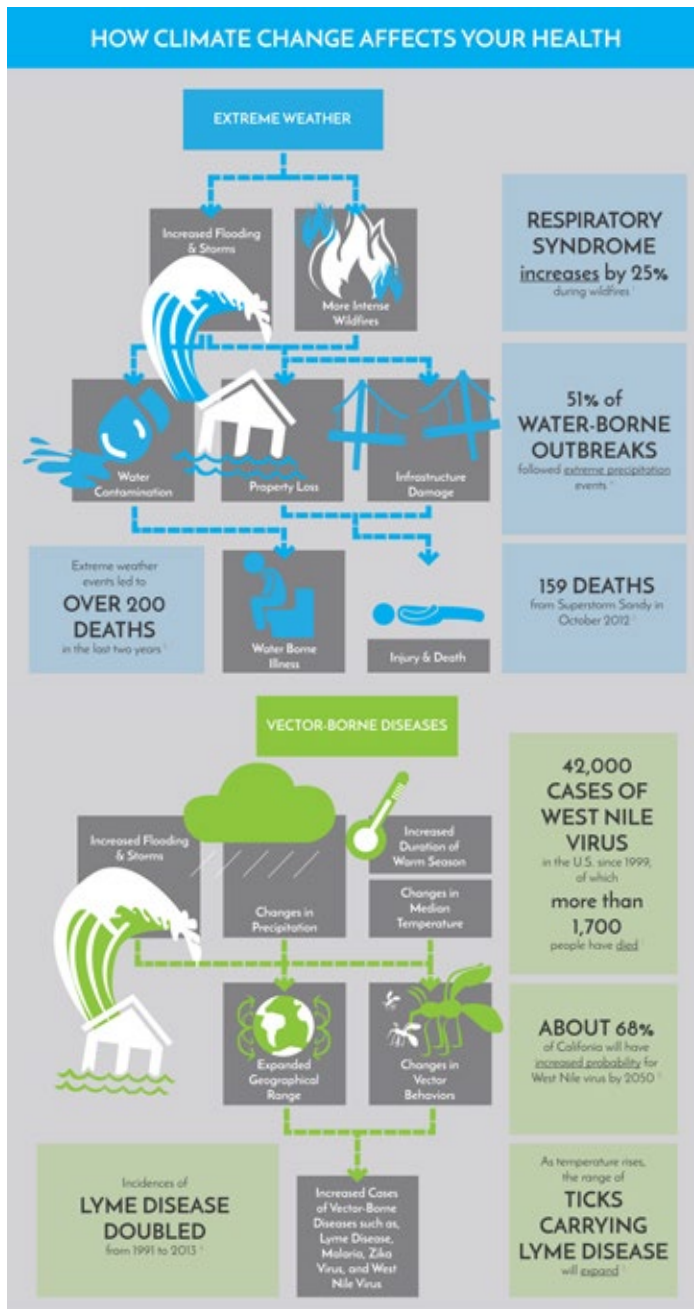 HOW CLIMATE CHANGE AFFECTS YOUR HEALTH
EXTREME WEATHER
Increased Flooding
& Storms
More Intense
Wildfires
RESPIRATORY
SYNDROME
increases by 25%
during wildfires
Water
Contamination
Property Loss
Infrastructure
Damage
51% of
WATER-BORNE
OUTBREAKS
followed extreme precipitation
events
Extreme weather
events led to
OVER 200
DEATHS
in the last two years
Water Borne
Illness
Injury & Death
159 DEATHS
from Superstorm Sandy in
October 2012
VECTOR-BORNE DISEASES
Increased Flooding
& Storms
Changes in
Precipitation
Increased
Duration of
Warm Season
Changes in
Median
Temperature
42,000
CASES OF
WEST NILE
VIRUS
in the U.S. since 1999,
of which
more than
1,700
people have died
Expanded
Geographical
Range
Changes in
Vector
Behaviors
ABOUT 68%
of California will have
increased probability for
West Nile virus by 2050
Incidences of
LYME DISEASE
DOUBLED
from 1991 to 2013
Increased Cases
of Vector-Borne
Diseases such as,
Lyme Disease,
Malaria, Zika
Virus, and West
Nile Virus
As temperature rises,
the range of
TICKS
CARRYING
LYME DISEASE
will expand